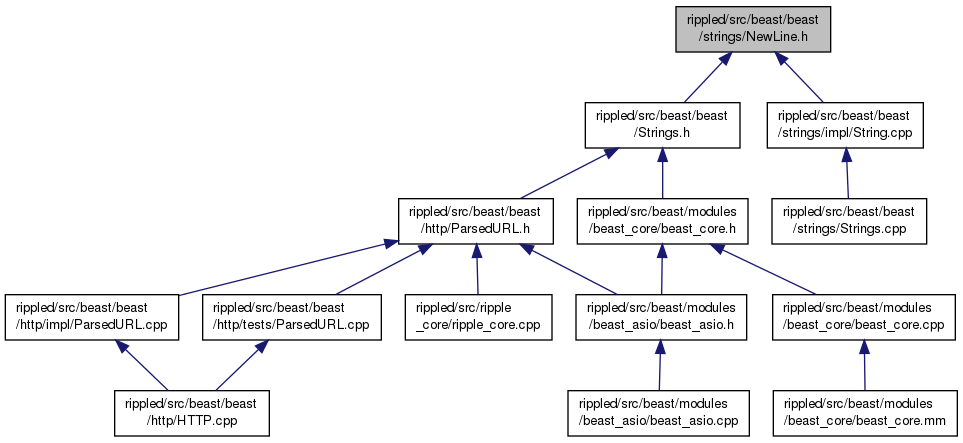 rippled/src/beast/beast
/strings/NewLine.h
rippled/src/beast/beast
/Strings.h
rippled/src/beast/beast
/strings/impl/String.cpp
rippled/src/beast/beast
/http/ParsedURL.h
rippled/src/beast/modules
/beast_core/beast_core.h
rippled/src/beast/beast
/strings/Strings.cpp
rippled/src/beast/beast
/http/impl/ParsedURL.cpp
rippled/src/beast/beast
/http/tests/ParsedURL.cpp
rippled/src/ripple
_core/ripple_core.cpp
rippled/src/beast/modules
/beast_asio/beast_asio.h
rippled/src/beast/modules
/beast_core/beast_core.cpp
rippled/src/beast/beast
/http/HTTP.cpp
rippled/src/beast/modules
/beast_asio/beast_asio.cpp
rippled/src/beast/modules
/beast_core/beast_core.mm